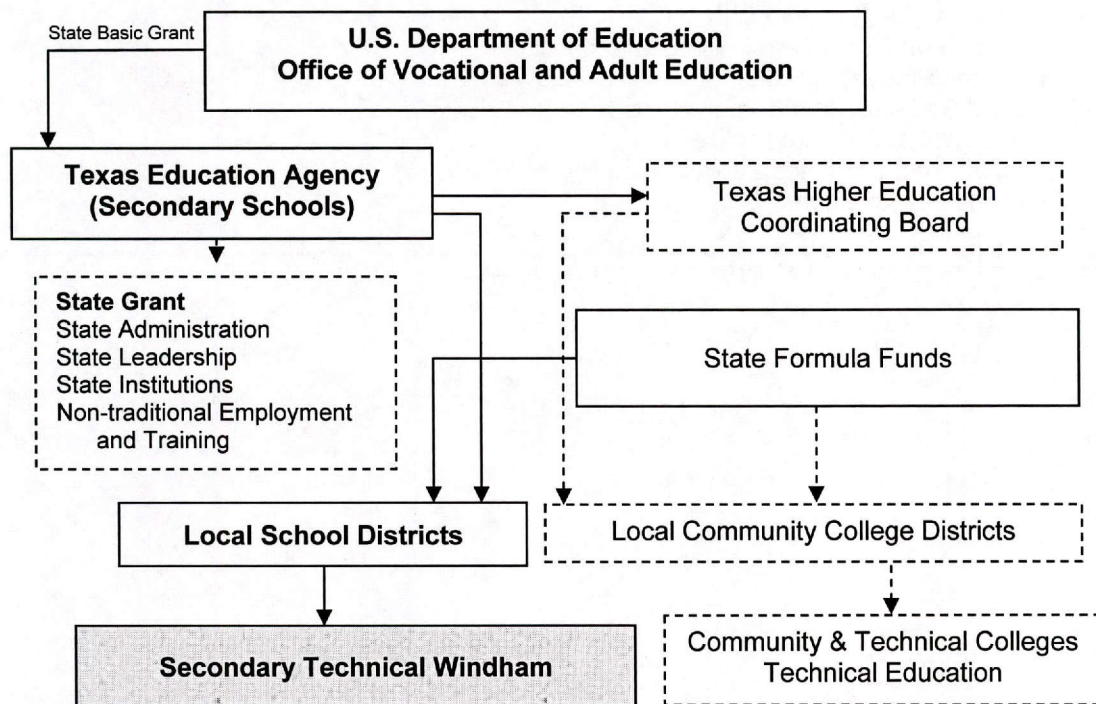 State Basic Grant
U.S. Department of Education
Office of Vocational and Adult Education
Texas Education Agency
(Secondary Schools)
Texas Higher Education
Coordinating Board
State Grant
State Administration
State Leadership
State Institutions
Non-traditional Employment
and Training
State Formula Funds
Local School Districts
Local Community College Districts
Secondary Technical Windham
Community & Technical Colleges
Technical Education